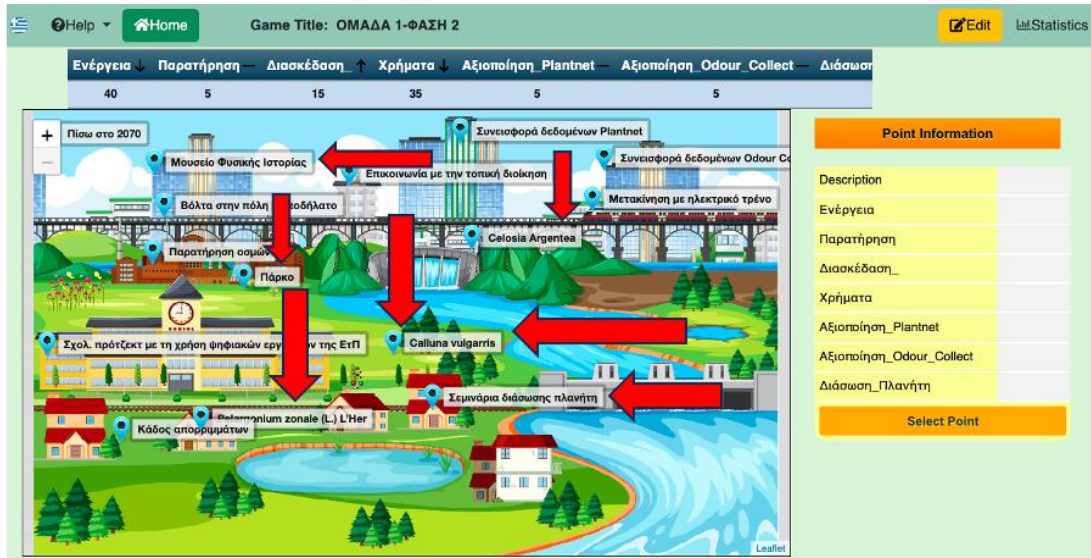 Help Home Game Title: ΟΜΑΔΑ 1-ΦΑΣΗ 2 Edit Statistics
Ενέργεια Παρατήρηση Διασκέδαση_ Χρήματα Αξιοποίηση_Plantnet Αξιοποίηση_Odour_Collect Διάσωση
40 5 15 35 5 5
+ Πίσω στο 2070
−
Συνεισφορά δεδομένων Plantnet
Μουσείο Φυσικής Ιστορίας
Συνεισφορά δεδομένων Odour Co
Επικοινωνία με την τοπική διοίκηση
Μετακίνηση με ηλεκτρικό τρένο
Βόλτα στην πόλη
Celosia Argentea
Παρατήρηση οσμών
Πάρκο
Σχολ. πρότζεκτ με τη χρήση ψηφιακών της ΕτΠ
Calluna vulgarris
Σεμινάρια διάσωσης πλανήτη
zonale (L.) L'Her
Κάδος απορριμμάτων
Leaflet
Point Information
Description
Ενέργεια
Παρατήρηση
Διασκέδαση_
Χρήματα
Αξιοποίηση_Plantnet
Αξιοποίηση_Odour_Collect
Διάσωση_Πλανήτη
Select Point